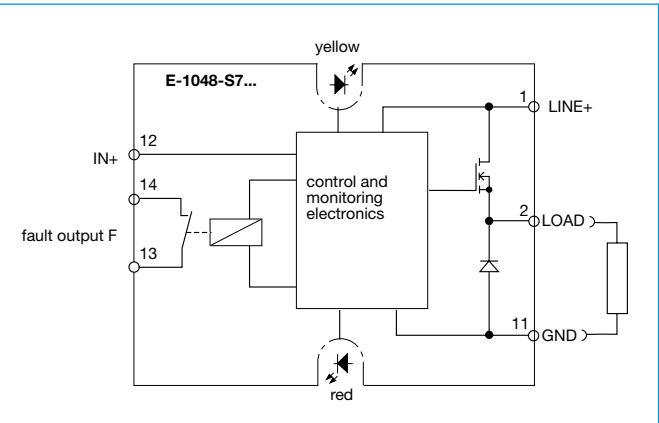 yellow
E-1048-S7...
1
LINE+
12
IN+
14
control and
monitoring
electronics
2
LOAD
fault output F
13
11
GND
red